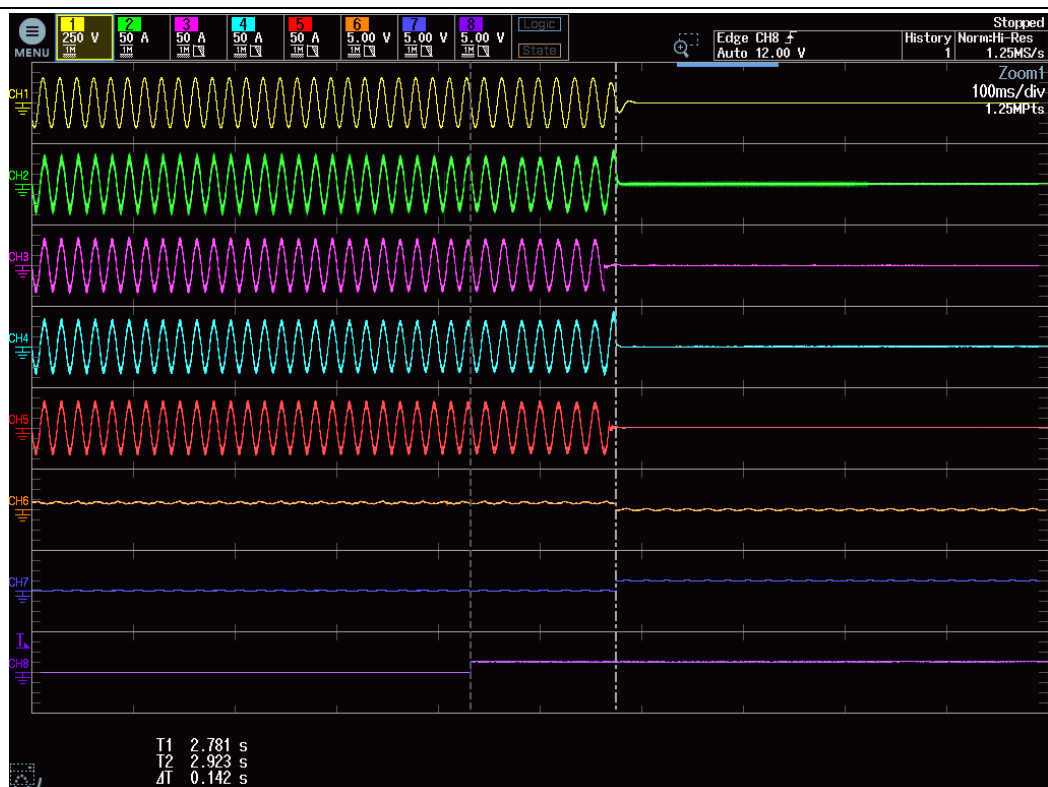 MENU
1 2 3 4 5 6 7 8 Logic Stopped
250 V 50 A 50 A 50 A 50 A 5.00 V 5.00 V 5.00 V Edge CH8 History Norm:Hi-Res
1M 1M 1M 1M 1M 1M 1M 1M State Auto 12.00 V 1 1.25MS/s
Zoom1
100ms/div
1.25MPts
CH1
CH2
CH3
CH4
CH5
CH6
CH7
T
CH8
T1 2.781 s
T2 2.923 s
ΔT 0.142 s